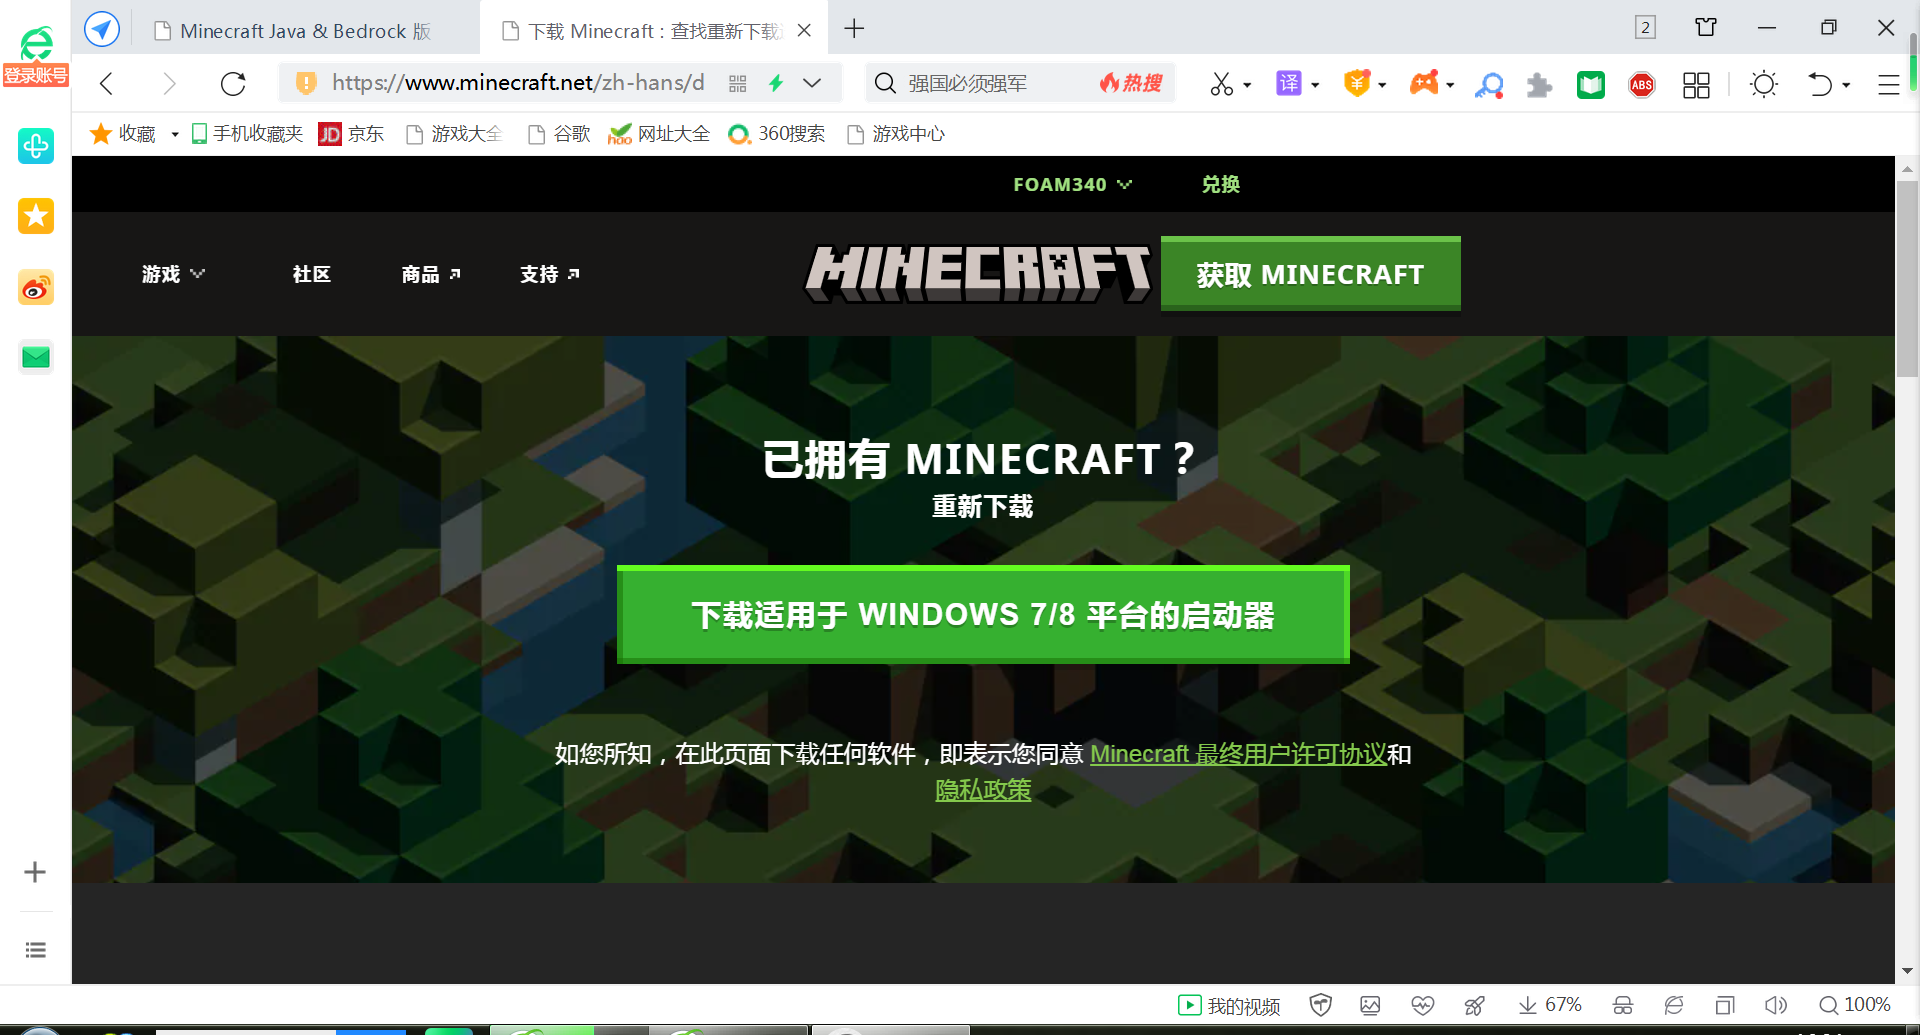 登录账号
Minecraft Java & Bedrock 版
下载 Minecraft：查找重新下载
2
https://www.minecraft.net/zh-hans/d
强国必须强军
热搜
译
ABS
收藏
手机收藏夹
JD 京东
游戏大全
谷歌
hao 网址大全
360搜索
游戏中心
FOAM340
兑换
游戏
社区
商品
支持
MINECRAFT
获取 MINECRAFT
已拥有 MINECRAFT？
重新下载
下载适用于 WINDOWS 7/8 平台的启动器
如您所知，在此页面下载任何软件，即表示您同意 Minecraft 最终用户许可协议和
隐私政策
我的视频
67%
100%